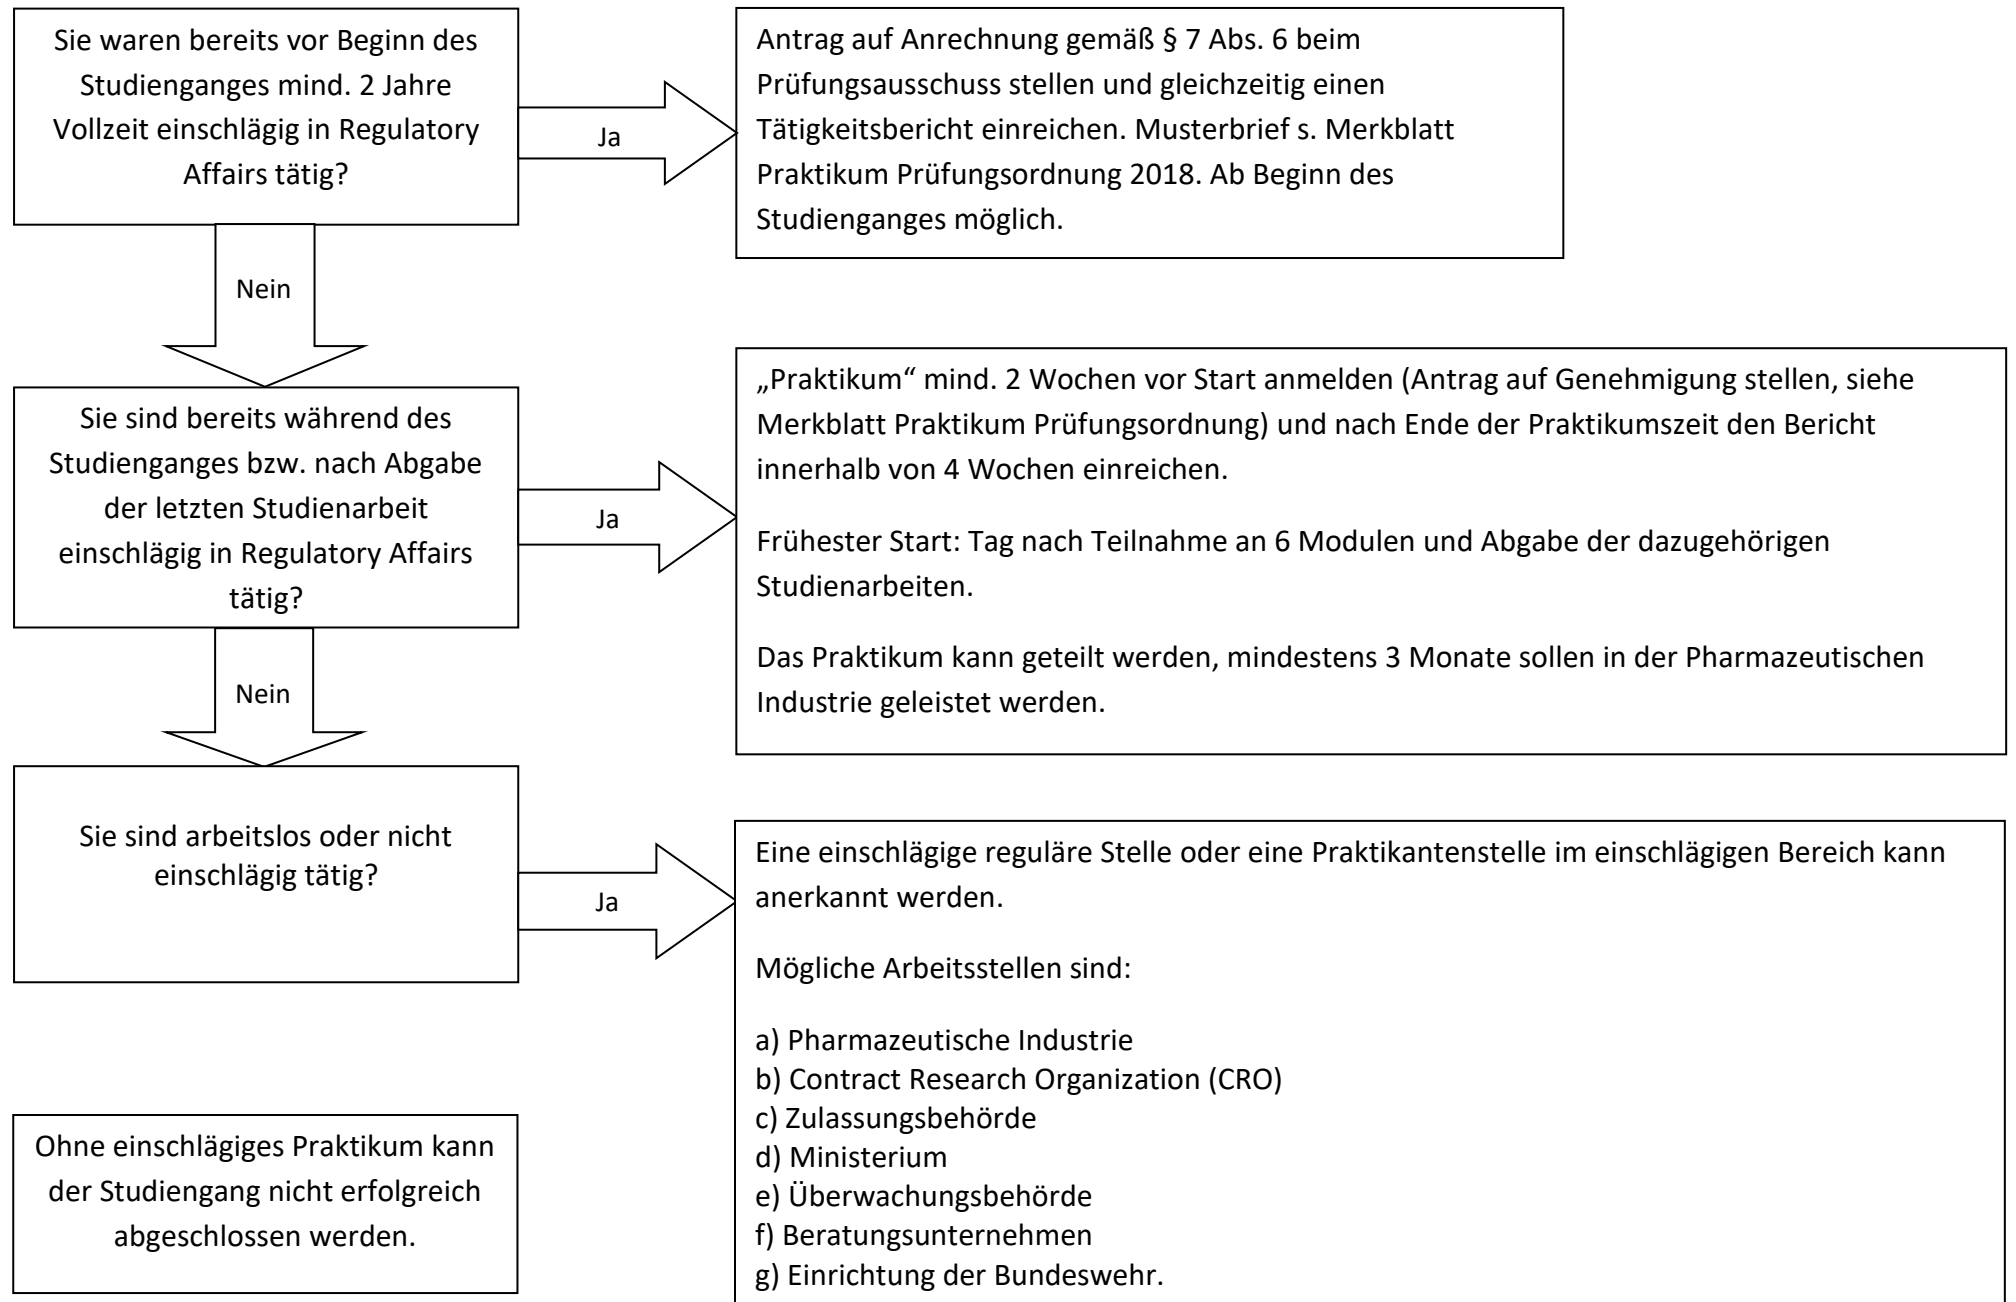 Sie waren bereits vor Beginn des
Studienganges mind. 2 Jahre
Vollzeit einschlägig in Regulatory
Affairs tätig?
Ja
Antrag auf Anrechnung gemäß § 7 Abs. 6 beim
Prüfungsausschuss stellen und gleichzeitig einen
Tätigkeitsbericht einreichen. Musterbrief s. Merkblatt
Praktikum Prüfungsordnung 2018. Ab Beginn des
Studienganges möglich.
Nein
Sie sind bereits während des
Studienganges bzw. nach Abgabe
der letzten Studienarbeit
einschlägig in Regulatory Affairs
tätig?
Ja
„Praktikum“ mind. 2 Wochen vor Start anmelden (Antrag auf Genehmigung stellen, siehe
Merkblatt Praktikum Prüfungsordnung) und nach Ende der Praktikumszeit den Bericht
innerhalb von 4 Wochen einreichen.
Frühester Start: Tag nach Teilnahme an 6 Modulen und Abgabe der dazugehörigen
Studienarbeiten.
Das Praktikum kann geteilt werden, mindestens 3 Monate sollen in der Pharmazeutischen
Industrie geleistet werden.
Nein
Sie sind arbeitslos oder nicht
einschlägig tätig?
Ja
Eine einschlägige reguläre Stelle oder eine Praktikantenstelle im einschlägigen Bereich kann
anerkannt werden.
Mögliche Arbeitsstellen sind:
a) Pharmazeutische Industrie
b) Contract Research Organization (CRO)
c) Zulassungsbehörde
d) Ministerium
e) Überwachungsbehörde
f) Beratungsunternehmen
g) Einrichtung der Bundeswehr.
Ohne einschlägiges Praktikum kann
der Studiengang nicht erfolgreich
abgeschlossen werden.